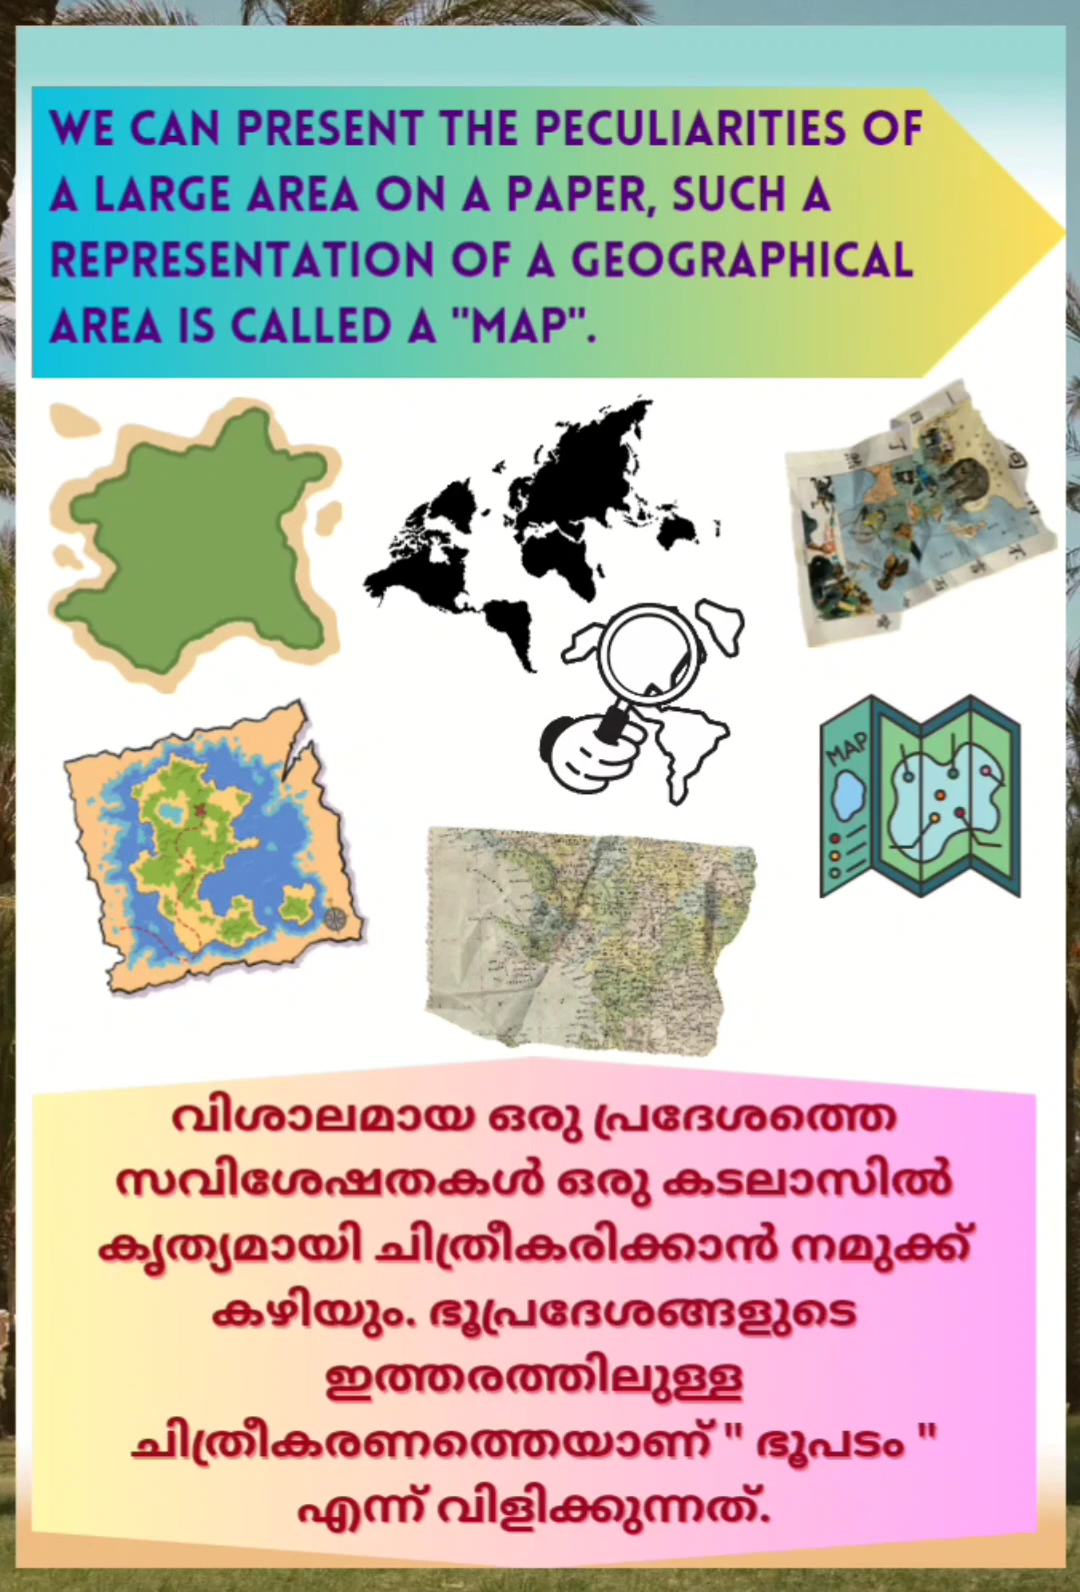 WE CAN PRESENT THE PECULIARITIES OF
A LARGE AREA ON A PAPER, SUCH A
REPRESENTATION OF A GEOGRAPHICAL
AREA IS CALLED A "MAP".
MAP
വിശാലമായ ഒരു പ്രദേശത്തെ
സവിശേഷതകൾ ഒരു കടലാസിൽ
കൃത്യമായി ചിത്രീകരിക്കാൻ നമുക്ക്
കഴിയും. ഭൂപ്രദേശങ്ങളുടെ
ഇത്തരത്തിലുള്ള
ചിത്രീകരണത്തെയാണ് " ഭൂപടം "
എന്ന് വിളിക്കുന്നത്.